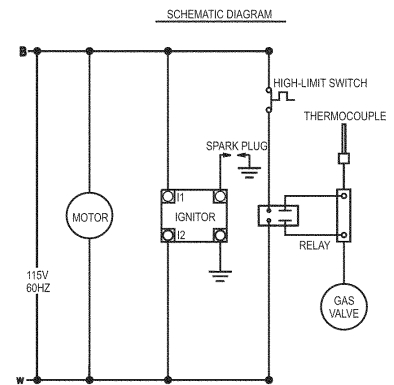 SCHEMATIC DIAGRAM
B
HIGH-LIMIT SWITCH
THERMOCOUPLE
SPARK PLUG
I1
IGNITOR
I2
MOTOR
RELAY
115V
60HZ
GAS
VALVE
W